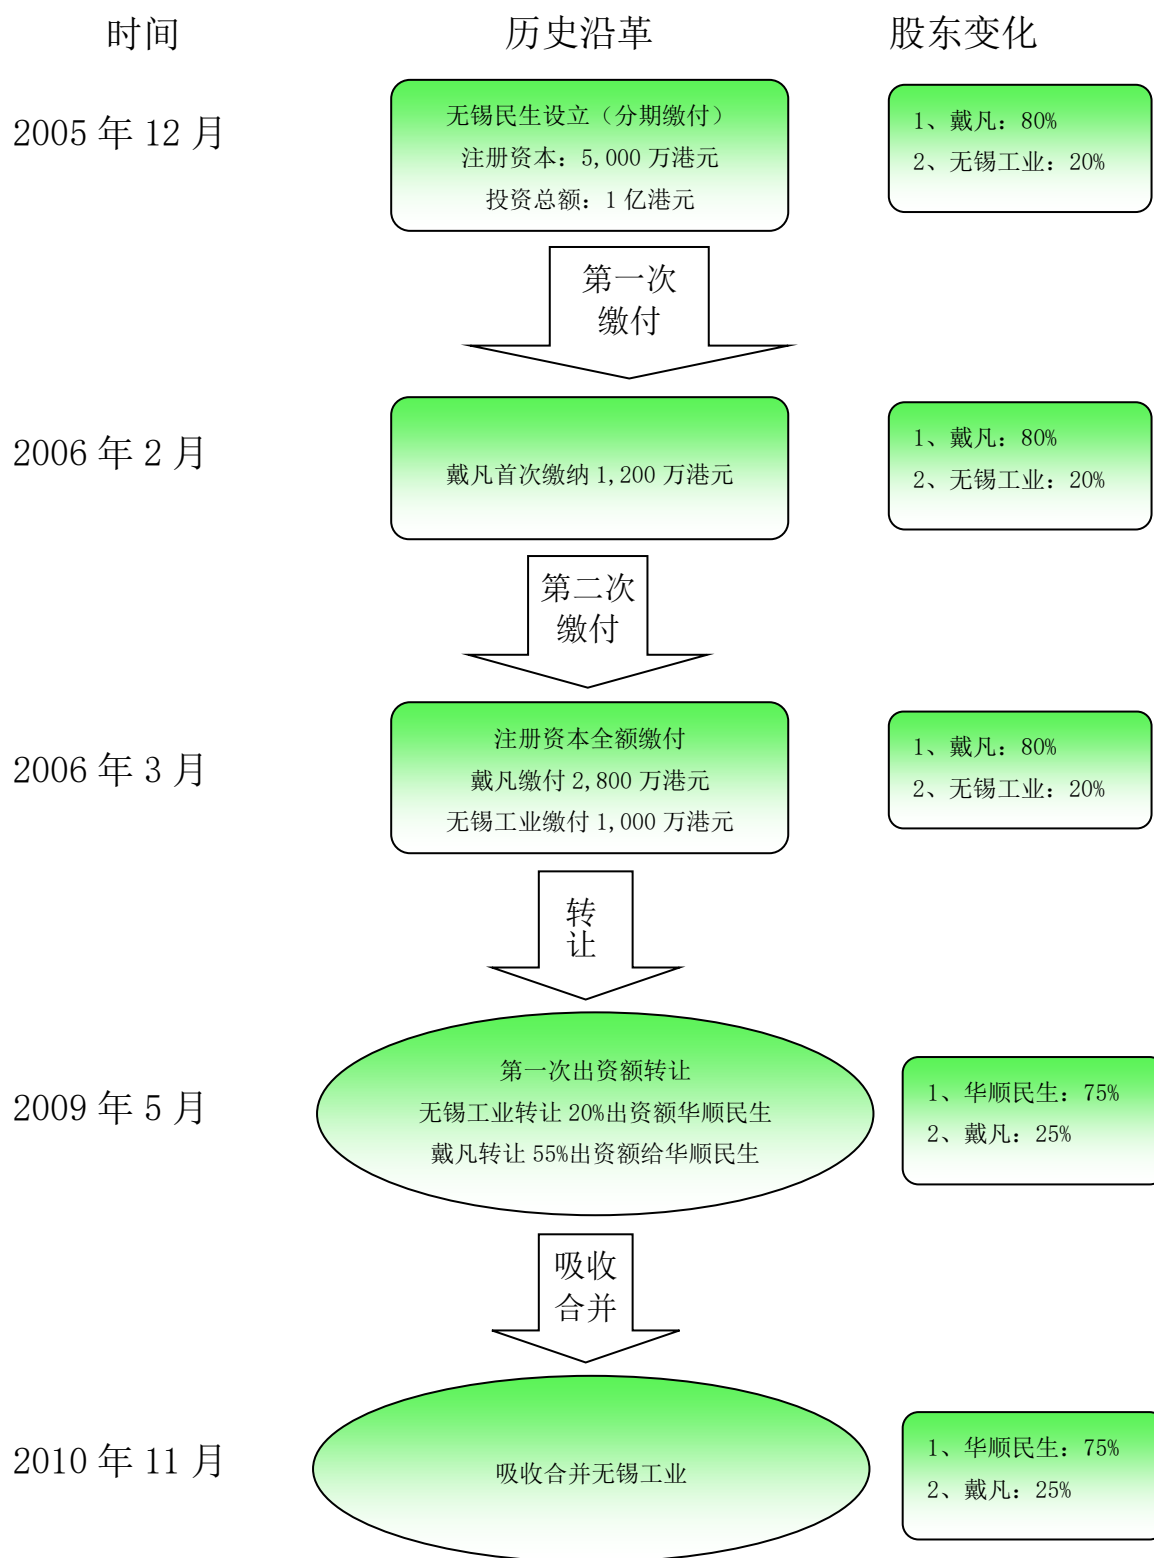 时间 历史沿革 股东变化
2005 年 12 月
无锡民生设立（分期缴付）
注册资本：5,000 万港元
投资总额：1 亿港元
1、戴凡：80%
2、无锡工业：20%
第一次
缴付
2006 年 2 月
戴凡首次缴纳 1,200 万港元
1、戴凡：80%
2、无锡工业：20%
第二次
缴付
2006 年 3 月
注册资本全额缴付
戴凡缴付 2,800 万港元
无锡工业缴付 1,000 万港元
1、戴凡：80%
2、无锡工业：20%
转
让
2009 年 5 月
第一次出资额转让
无锡工业转让 20%出资额华顺民生
戴凡转让 55%出资额给华顺民生
1、华顺民生：75%
2、戴凡：25%
吸收
合并
2010 年 11 月
吸收合并无锡工业
1、华顺民生：75%
2、戴凡：25%